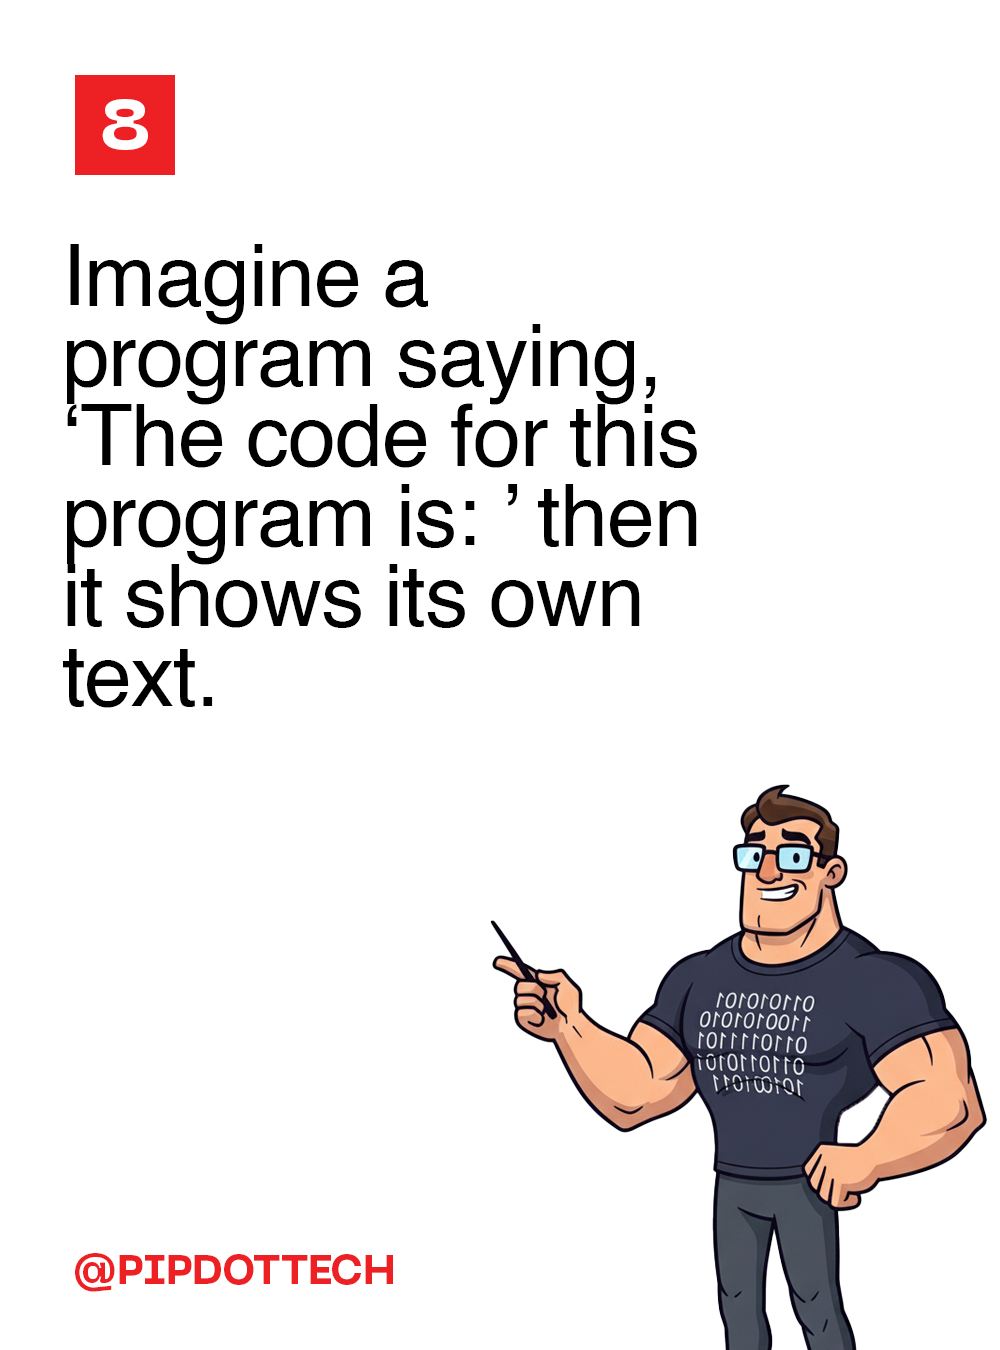 8
Imagine a
program saying,
‘The code for this
program is: ’ then
it shows its own
text.
@PIPDOTTECH